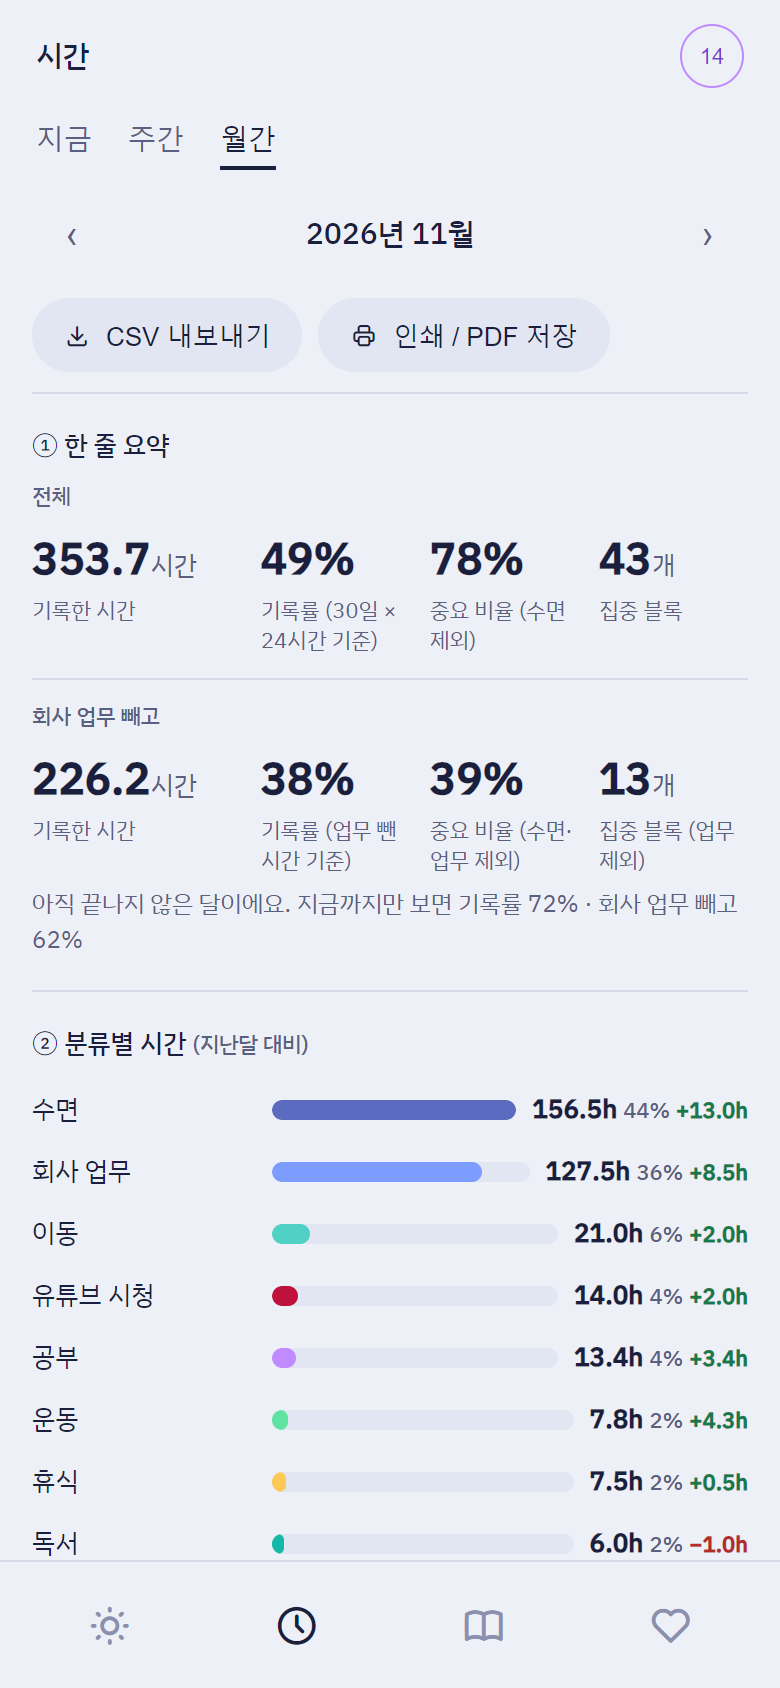 시간
14
지금 주간 월간
‹ 2026년 11월 ›
CSV 내보내기 인쇄 / PDF 저장
① 한 줄 요약
전체
353.7시간 49% 78% 43개
기록한 시간 기록률 (30일 × 24시간 기준) 중요 비율 (수면 제외) 집중 블록
회사 업무 빼고
226.2시간 38% 39% 13개
기록한 시간 기록률 (업무 뺀 시간 기준) 중요 비율 (수면·업무 제외) 집중 블록 (업무 제외)
아직 끝나지 않은 달이에요. 지금까지만 보면 기록률 72% · 회사 업무 빼고
62%
② 분류별 시간 (지난달 대비)
수면 156.5h 44% +13.0h
회사 업무 127.5h 36% +8.5h
이동 21.0h 6% +2.0h
유튜브 시청 14.0h 4% +2.0h
공부 13.4h 4% +3.4h
운동 7.8h 2% +4.3h
휴식 7.5h 2% +0.5h
독서 6.0h 2% −1.0h